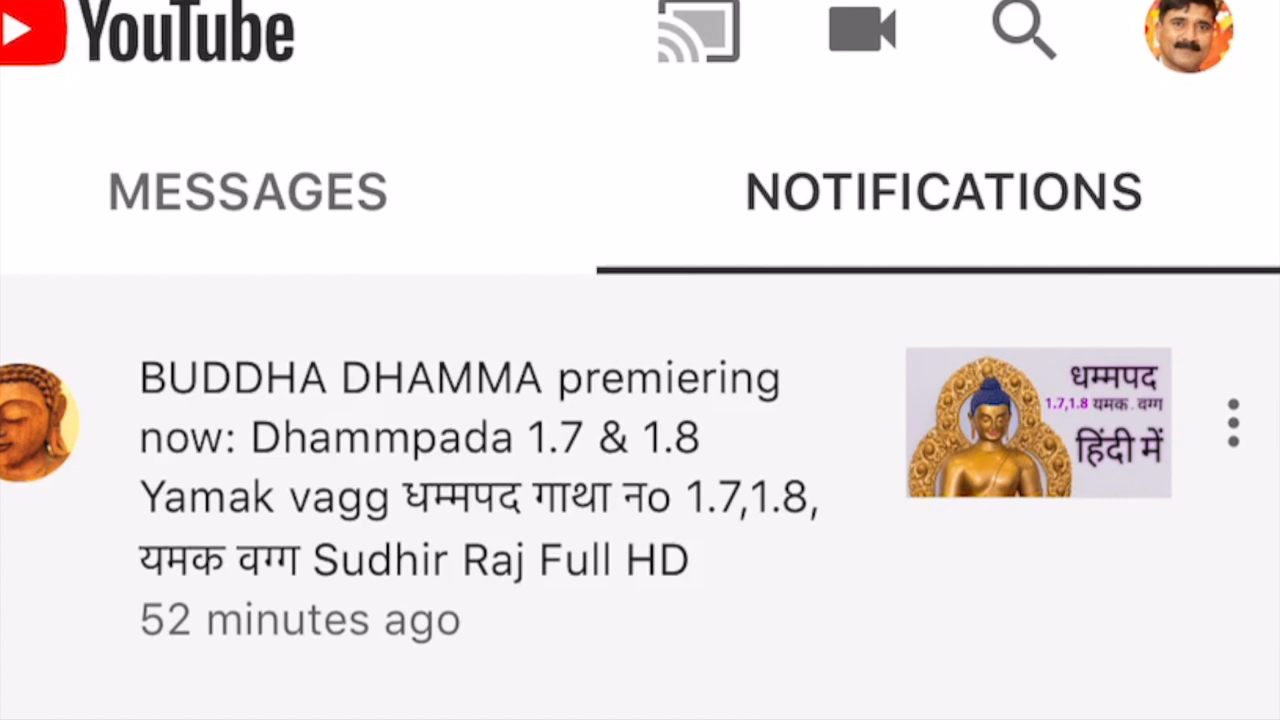 YouTube
MESSAGES
NOTIFICATIONS
BUDDHA DHAMMA premiering
now: Dhammpada 1.7 & 1.8
Yamak vagg धम्मपद गाथा नo 1.7,1.8,
यमक वग्ग Sudhir Raj Full HD
52 minutes ago
धम्मपद
1.7,1.8 यमक . वग्ग
हिंदी में